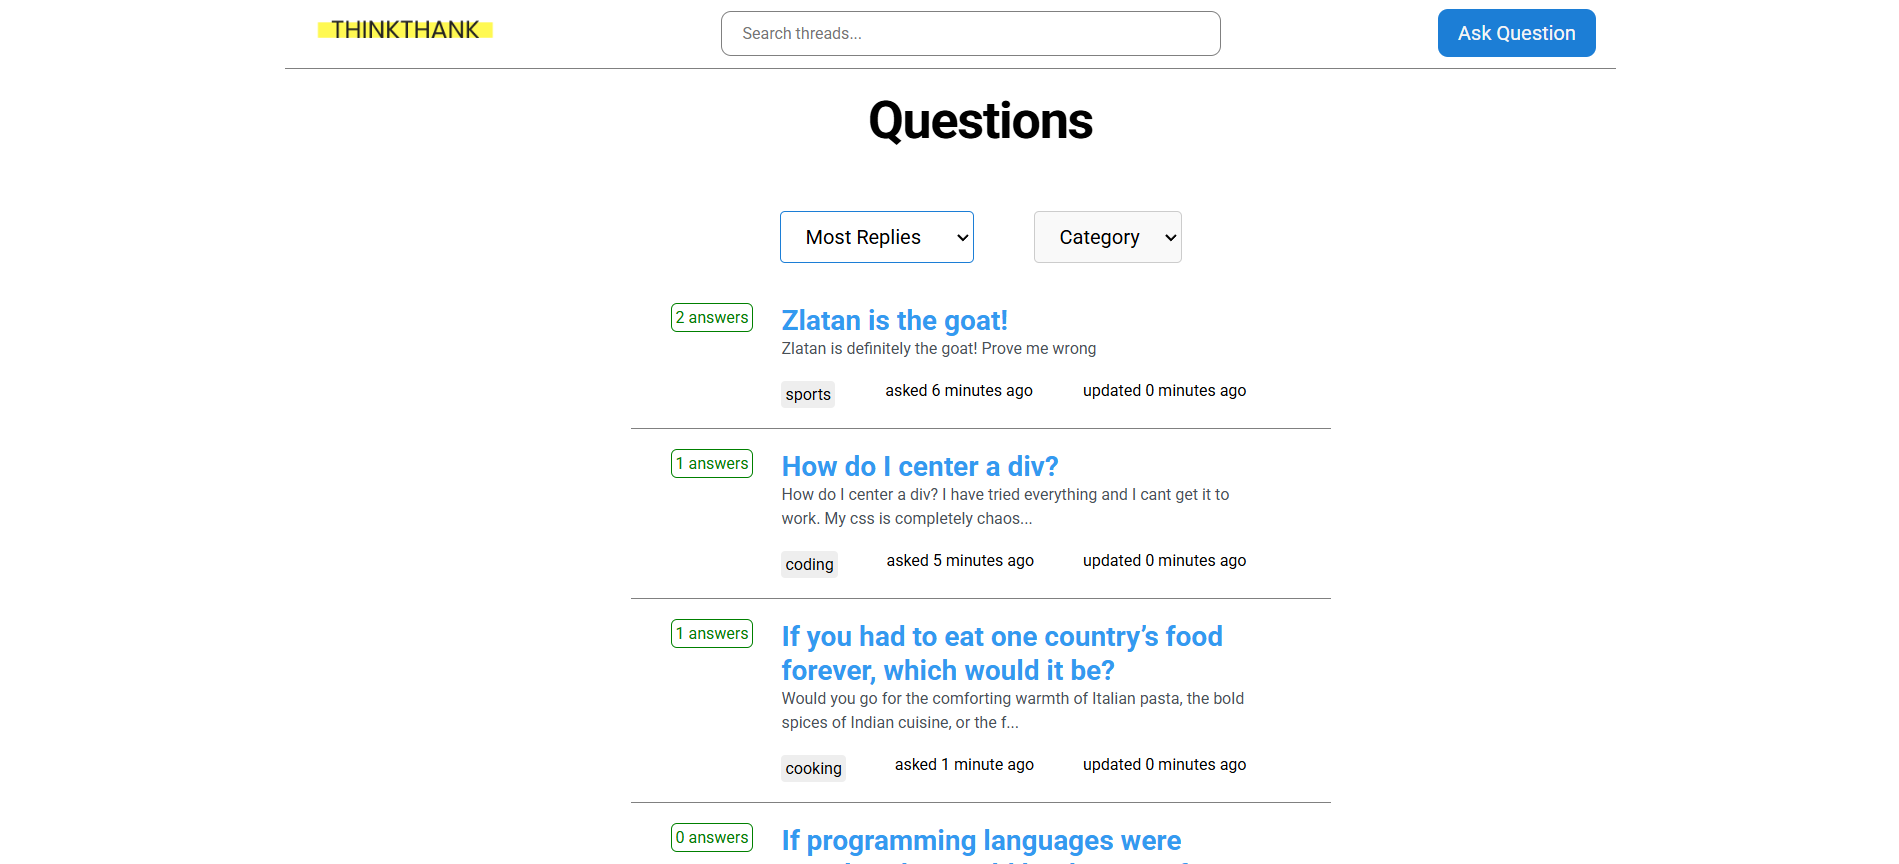 THINKTHANK
Search threads...
Ask Question
Questions
Most Replies
Category
2 answers
Zlatan is the goat!
Zlatan is definitely the goat! Prove me wrong
sports asked 6 minutes ago updated 0 minutes ago
1 answers
How do I center a div?
How do I center a div? I have tried everything and I cant get it to
work. My css is completely chaos...
coding asked 5 minutes ago updated 0 minutes ago
1 answers
If you had to eat one country’s food
forever, which would it be?
Would you go for the comforting warmth of Italian pasta, the bold
spices of Indian cuisine, or the f...
cooking asked 1 minute ago updated 0 minutes ago
0 answers
If programming languages were